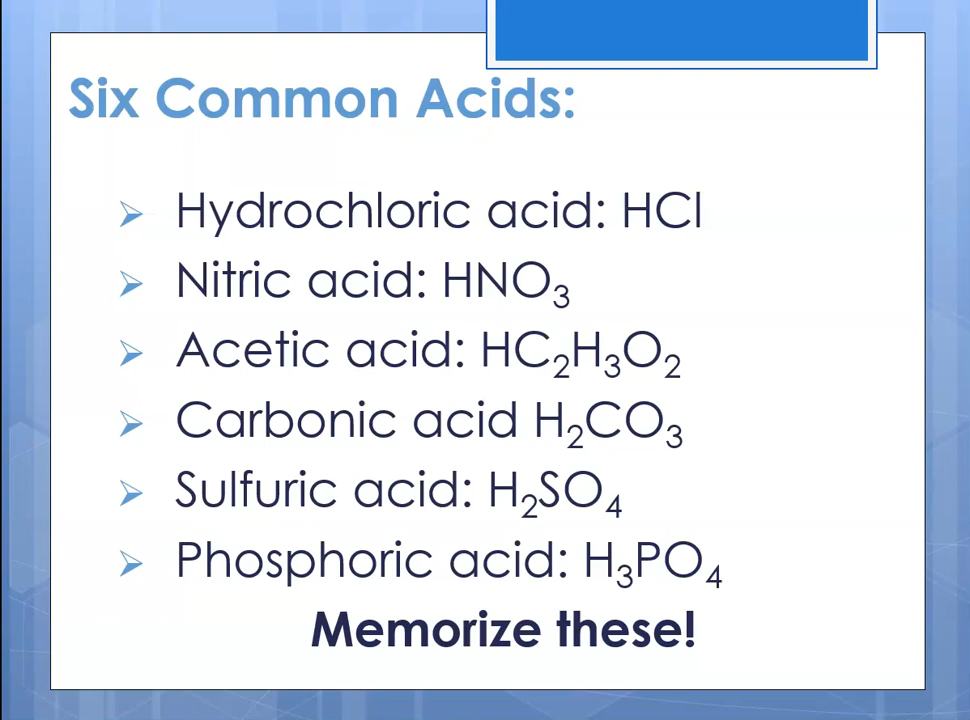 Six Common Acids:
➢ Hydrochloric acid: HCl
➢ Nitric acid: HNO₃
➢ Acetic acid: HC₂H₃O₂
➢ Carbonic acid H₂CO₃
➢ Sulfuric acid: H₂SO₄
➢ Phosphoric acid: H₃PO₄
Memorize these!